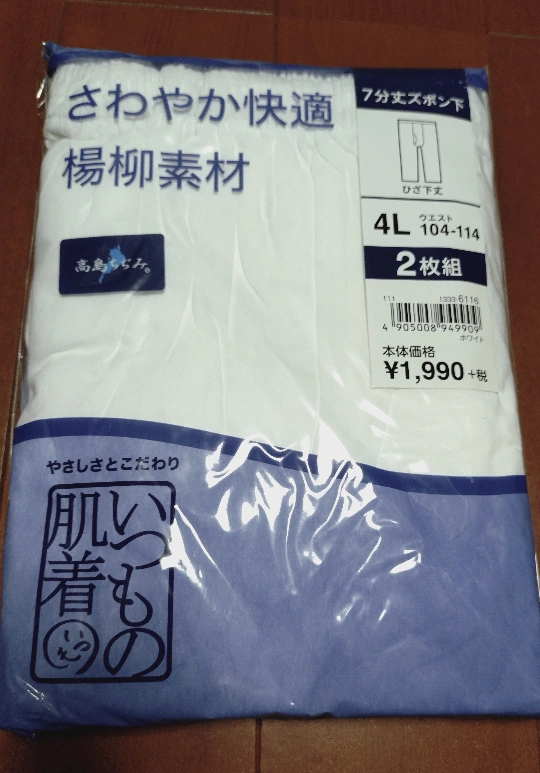 さわやか快適
楊柳素材
高島ちぢみ®
7分丈ズボン下
ひざ下丈
4L ウエスト 104-114
2枚組
111 1333-6116
4 905008 949909
ホワイト
本体価格
¥1,990 +税
やさしさとこだわり
いつもの
肌着